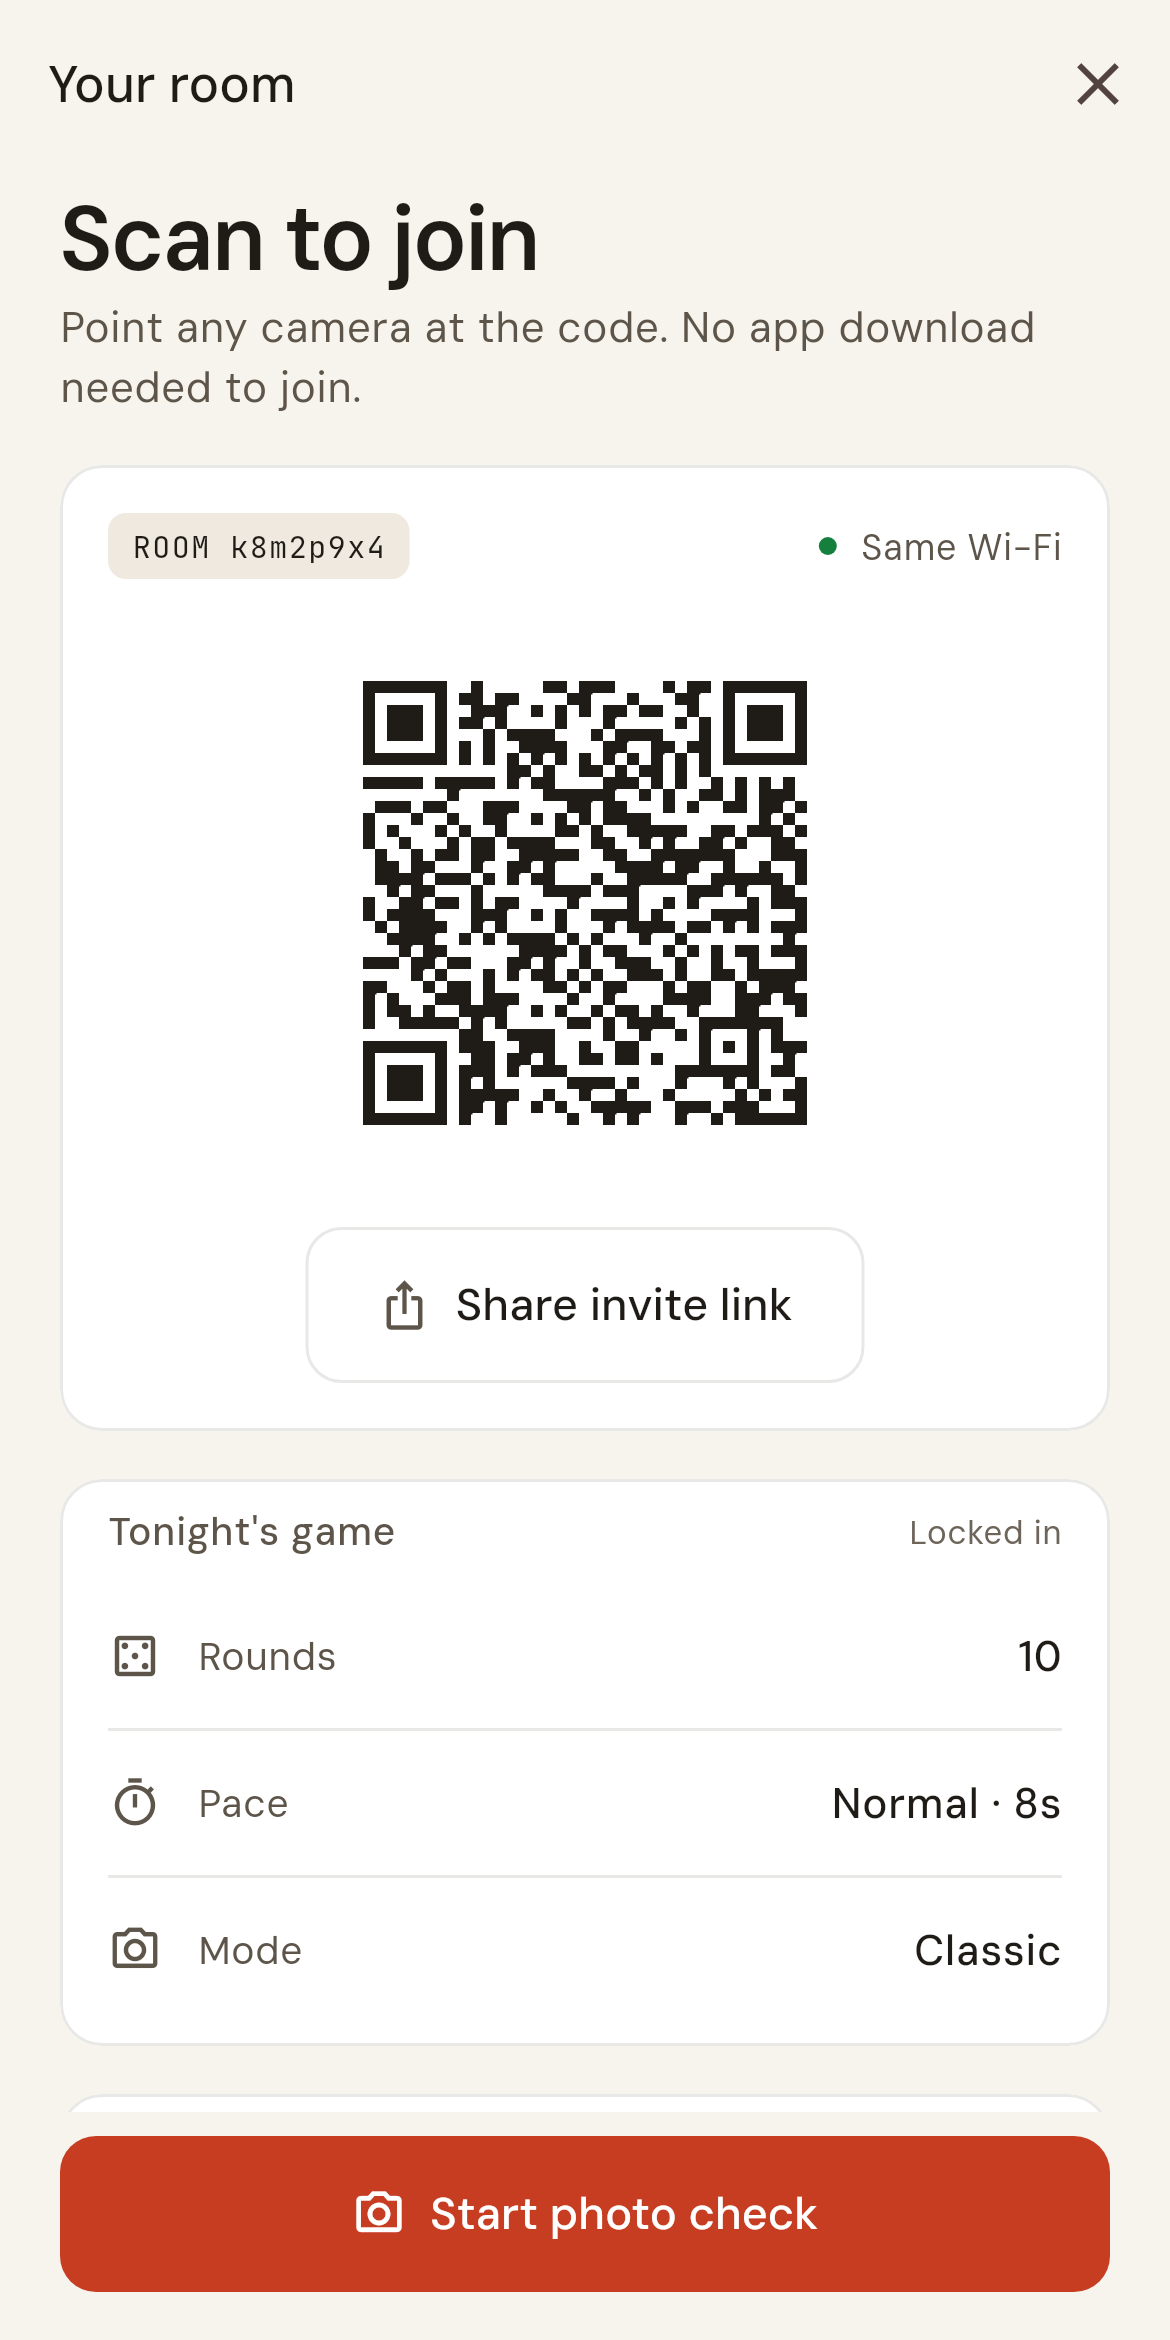 Your room
Scan to join
Point any camera at the code. No app download
needed to join.
ROOM k8m2p9x4
Same Wi-Fi
Share invite link
Tonight's game
Locked in
Rounds
10
Pace
Normal · 8s
Mode
Classic
Start photo check